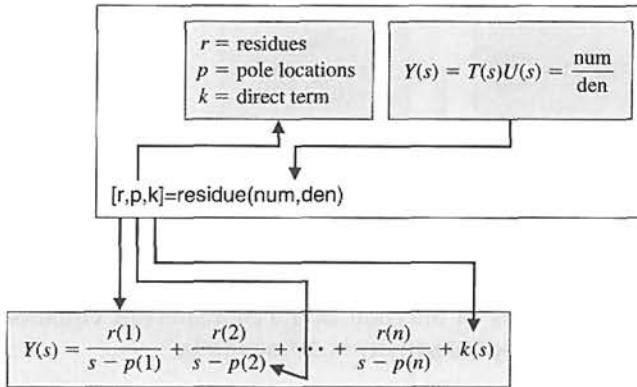 r = residues
p = pole locations
k = direct term
Y(s) = T(s)U(s) = num/den
[r,p,k]=residue(num,den)
Y(s) = r(1)/(s − p(1)) + r(2)/(s − p(2)) + ··· + r(n)/(s − p(n)) + k(s)